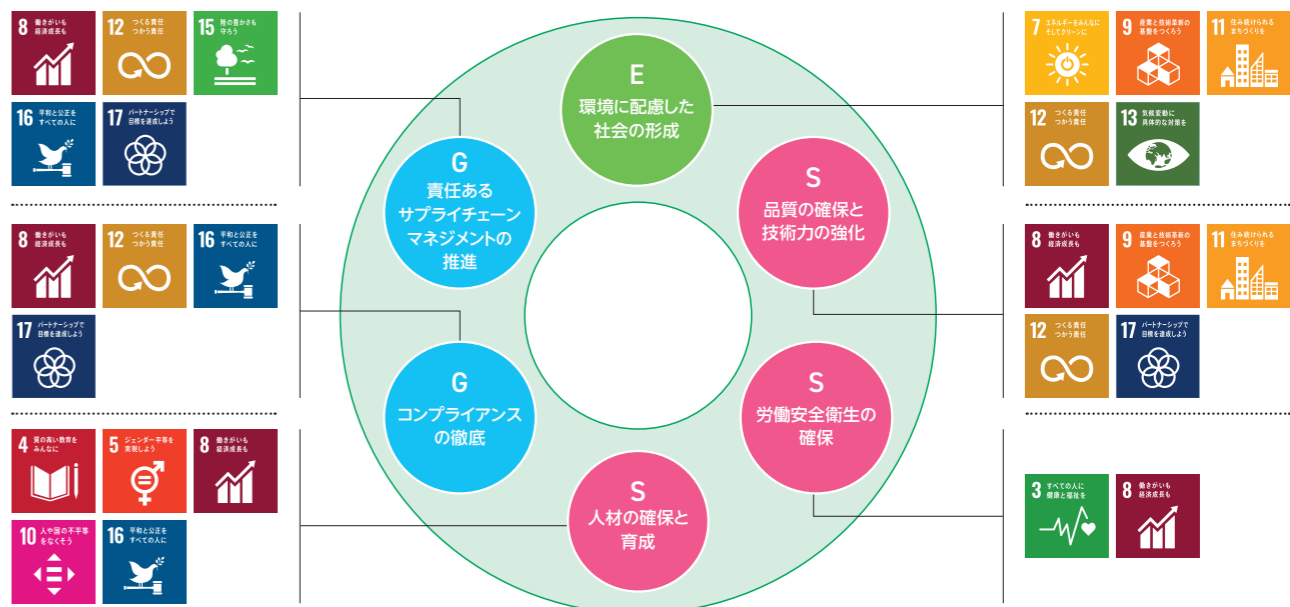 8 働きがいも
経済成長も
12 つくる責任
つかう責任
15 陸の豊かさも
守ろう
16 平和と公正を
すべての人に
17 パートナーシップで
目標を達成しよう
8 働きがいも
経済成長も
12 つくる責任
つかう責任
16 平和と公正を
すべての人に
17 パートナーシップで
目標を達成しよう
4 質の高い教育を
みんなに
5 ジェンダー平等を
実現しよう
8 働きがいも
経済成長も
10 人や国の不平等
をなくそう
16 平和と公正を
すべての人に
E
環境に配慮した
社会の形成
G
責任ある
サプライチェーン
マネジメントの
推進
S
品質の確保と
技術力の強化
G
コンプライアンス
の徹底
S
労働安全衛生の
確保
S
人材の確保と
育成
7 エネルギーをみんなに
そしてクリーンに
9 産業と技術革新の
基盤をつくろう
11 住み続けられる
まちづくりを
12 つくる責任
つかう責任
13 気候変動に
具体的な対策を
8 働きがいも
経済成長も
9 産業と技術革新の
基盤をつくろう
11 住み続けられる
まちづくりを
12 つくる責任
つかう責任
17 パートナーシップで
目標を達成しよう
3 すべての人に
健康と福祉を
8 働きがいも
経済成長も